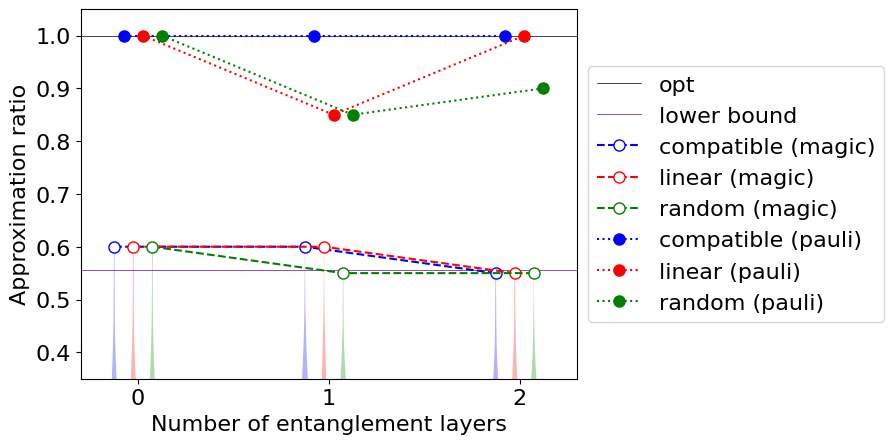 1.0
0.9
0.8
0.7
0.6
0.5
0.4
Approximation ratio
0 1 2
Number of entanglement layers
opt
lower bound
compatible (magic)
linear (magic)
random (magic)
compatible (pauli)
linear (pauli)
random (pauli)